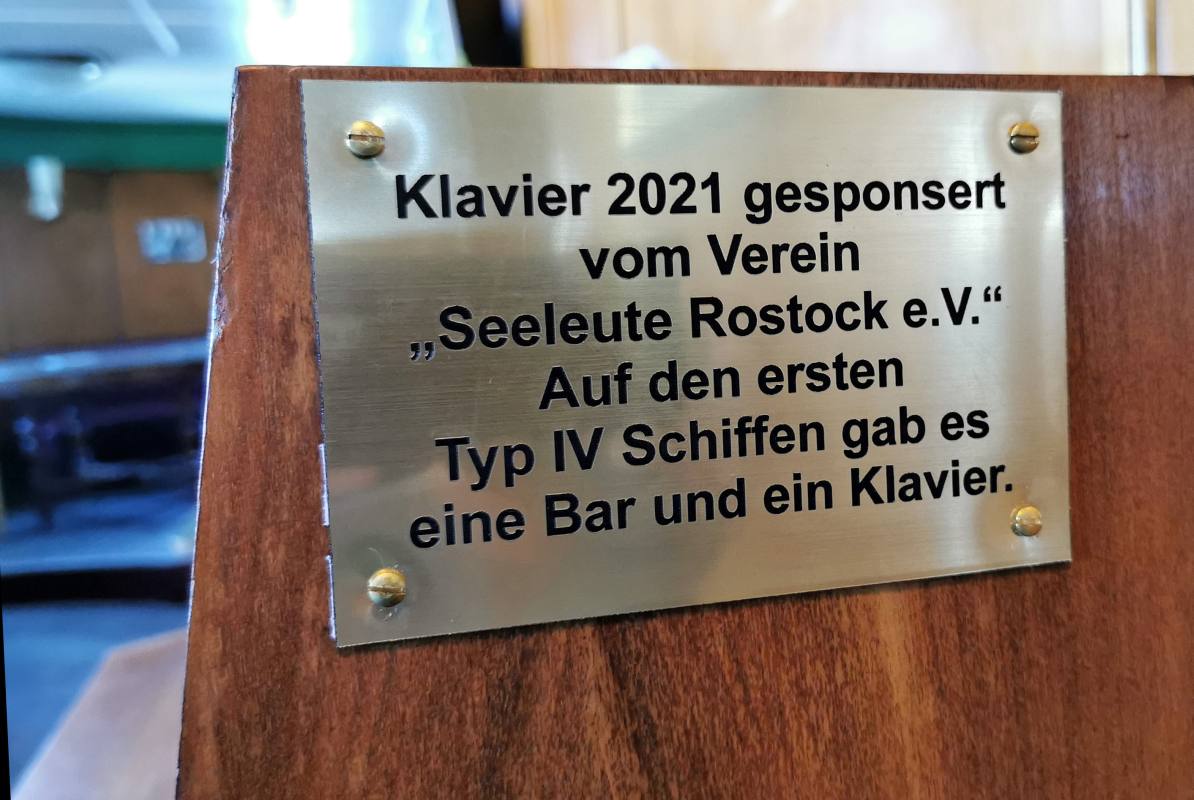 Klavier 2021 gesponsert
vom Verein
„Seeleute Rostock e.V.“
Auf den ersten
Typ IV Schiffen gab es
eine Bar und ein Klavier.